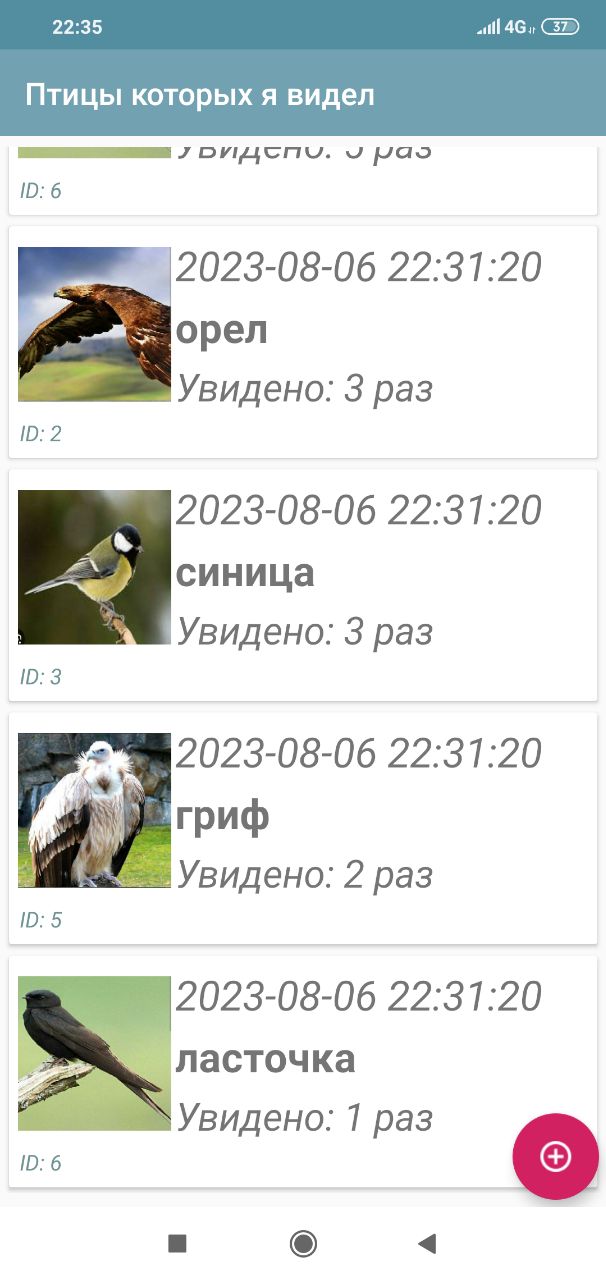 22:35 4G 37
Птицы которых я видел
Увидено: 5 раз
ID: 6
2023-08-06 22:31:20
орел
Увидено: 3 раз
ID: 2
2023-08-06 22:31:20
синица
Увидено: 3 раз
ID: 3
2023-08-06 22:31:20
гриф
Увидено: 2 раз
ID: 5
2023-08-06 22:31:20
ласточка
Увидено: 1 раз
ID: 6